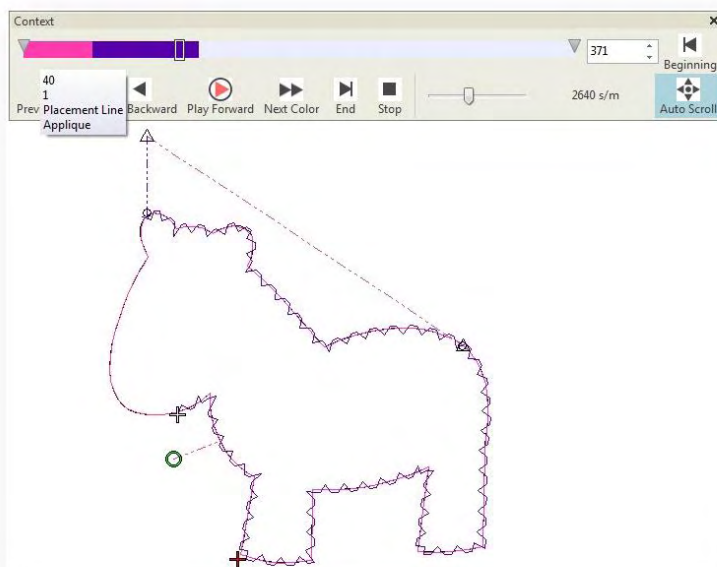 Context
371
Beginning
40
1
Placement Line
Applique
Prev
Backward
Play Forward
Next Color
End
Stop
2640 s/m
Auto Scroll